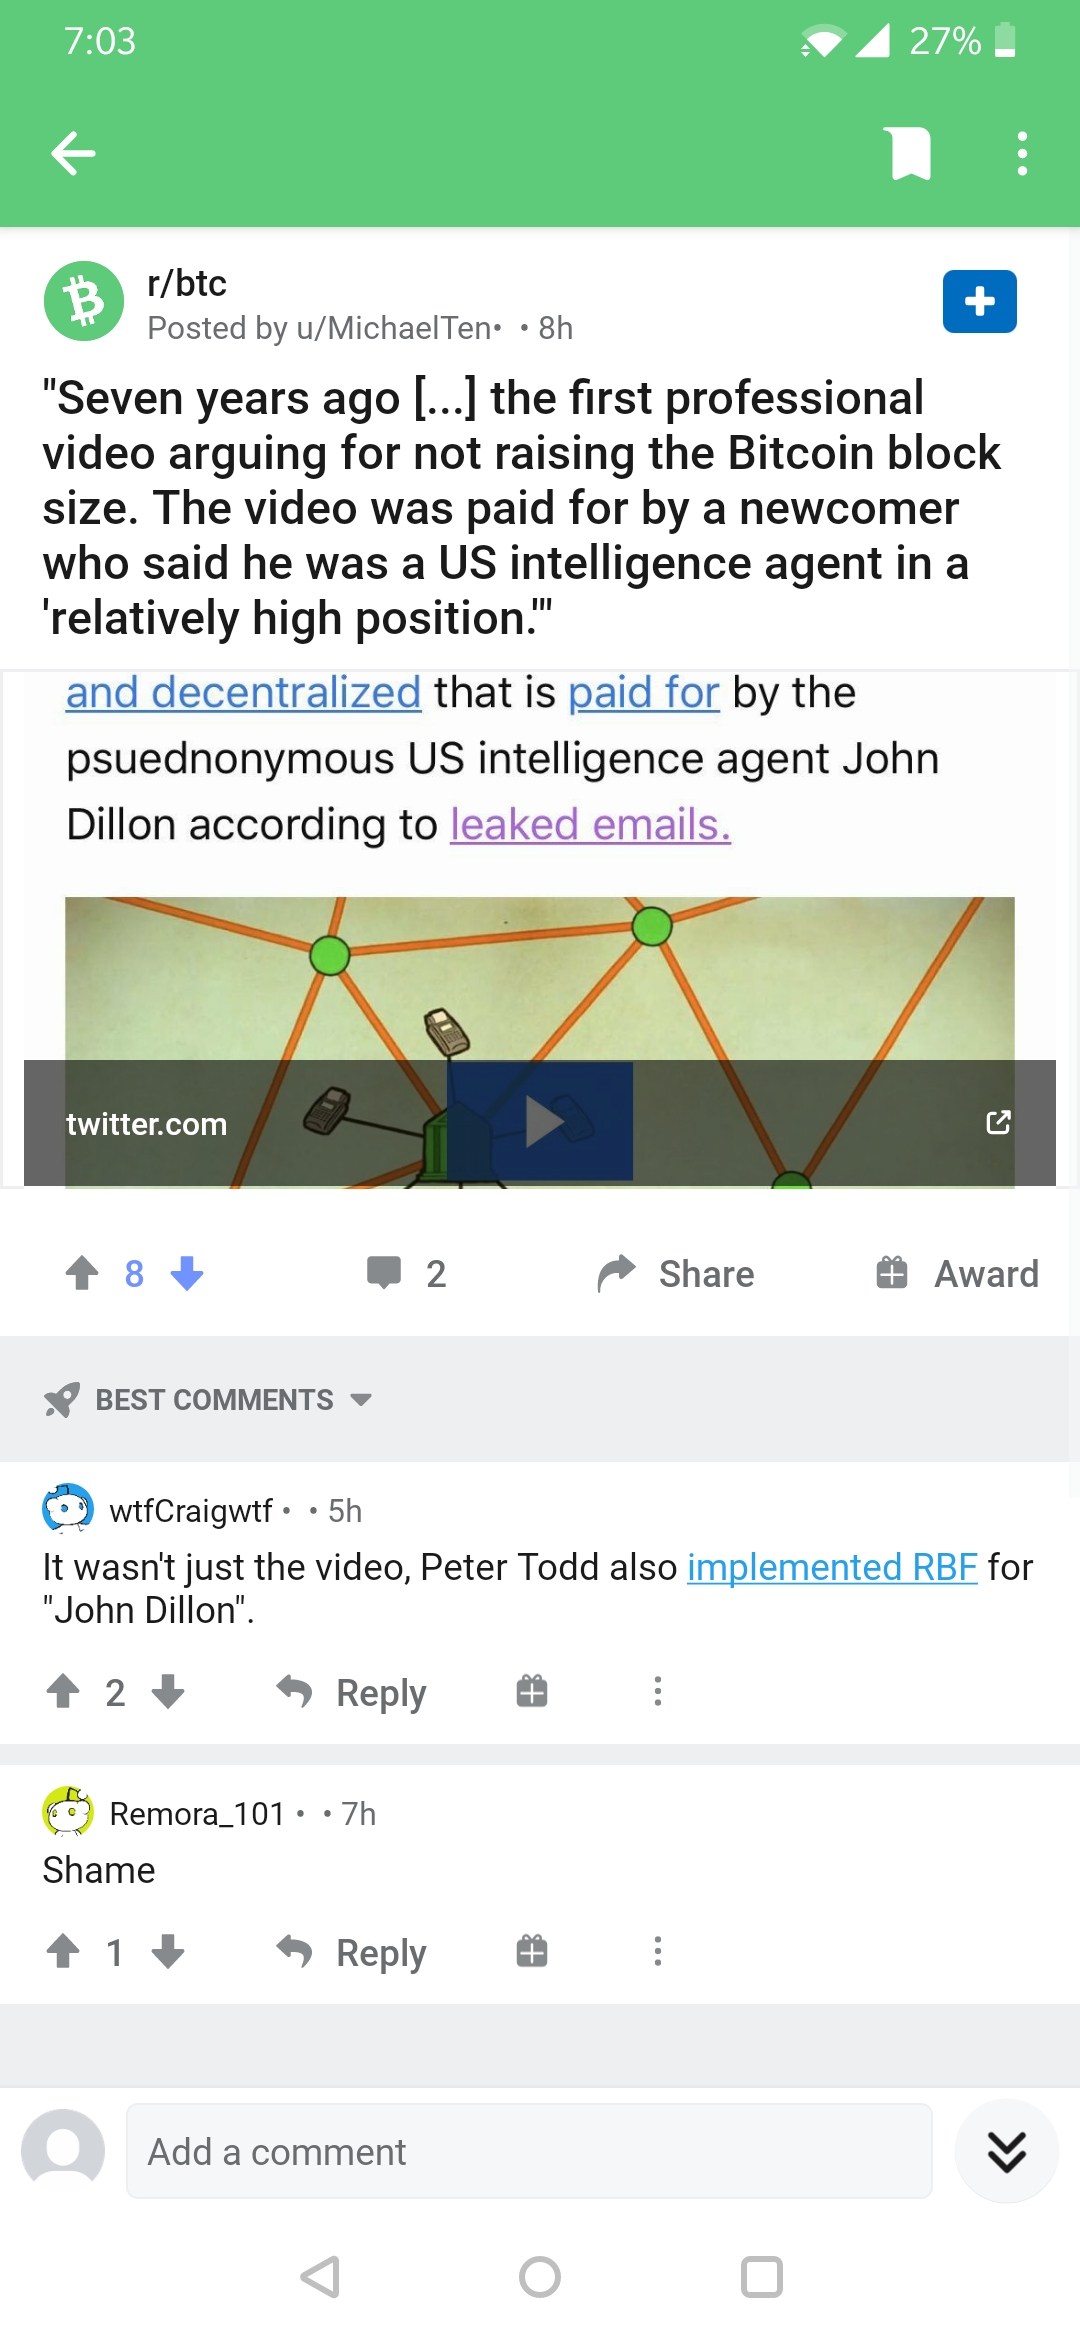 7:03
27%
r/btc
Posted by u/MichaelTen• • 8h
"Seven years ago [...] the first professional
video arguing for not raising the Bitcoin block
size. The video was paid for by a newcomer
who said he was a US intelligence agent in a
'relatively high position.'"
and decentralized that is paid for by the
psuednonymous US intelligence agent John
Dillon according to leaked emails.
twitter.com
8
2
Share
Award
BEST COMMENTS
wtfCraigwtf • • 5h
It wasn't just the video, Peter Todd also implemented RBF for
"John Dillon".
2
Reply
Remora_101 • • 7h
Shame
1
Reply
Add a comment